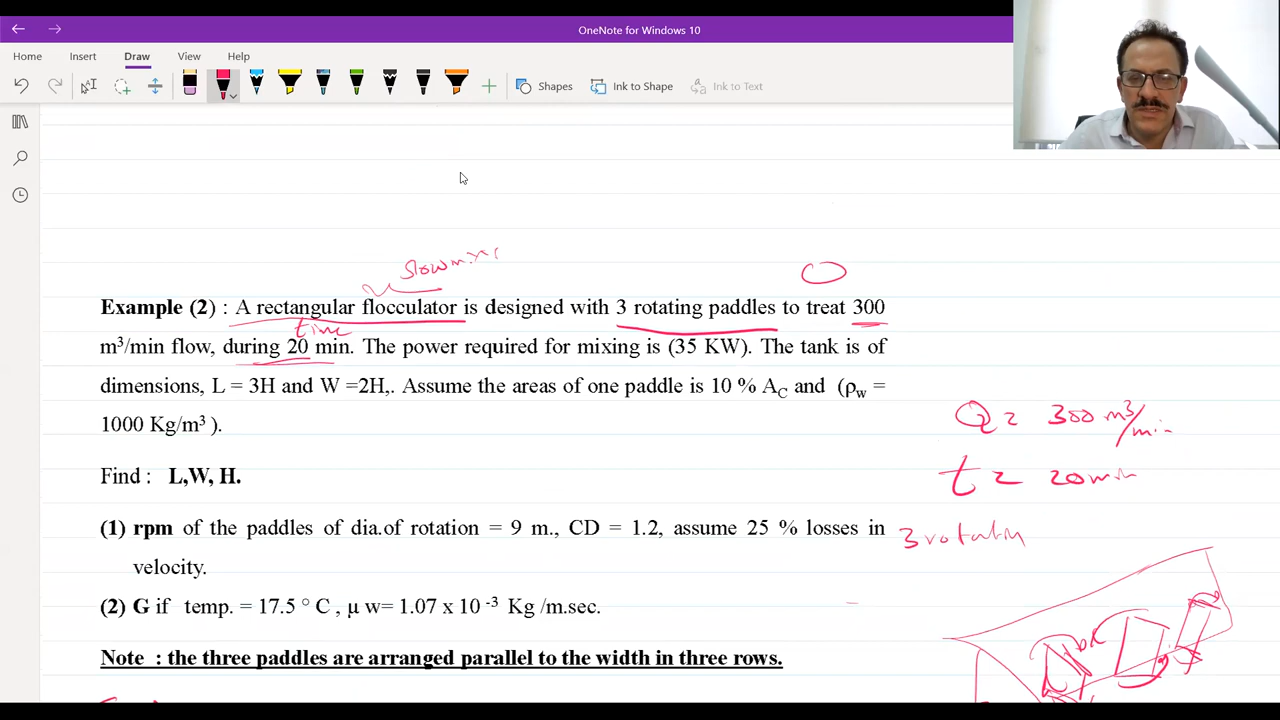 OneNote for Windows 10
Home Insert Draw View Help
Shapes Ink to Shape Ink to Text
slow mixi
Example (2) : A rectangular flocculator is designed with 3 rotating paddles to treat 300
time
m³/min flow, during 20 min. The power required for mixing is (35 KW). The tank is of
dimensions, L = 3H and W =2H,. Assume the areas of one paddle is 10 % AC and (ρw =
1000 Kg/m³ ).
Q = 300 m³/min
Find : L,W, H.
t = 20 min
(1) rpm of the paddles of dia.of rotation = 9 m., CD = 1.2, assume 25 % losses in
3 rotating
velocity.
(2) G if temp. = 17.5 ° C , µ w= 1.07 x 10 -3 Kg /m.sec.
Note : the three paddles are arranged parallel to the width in three rows.